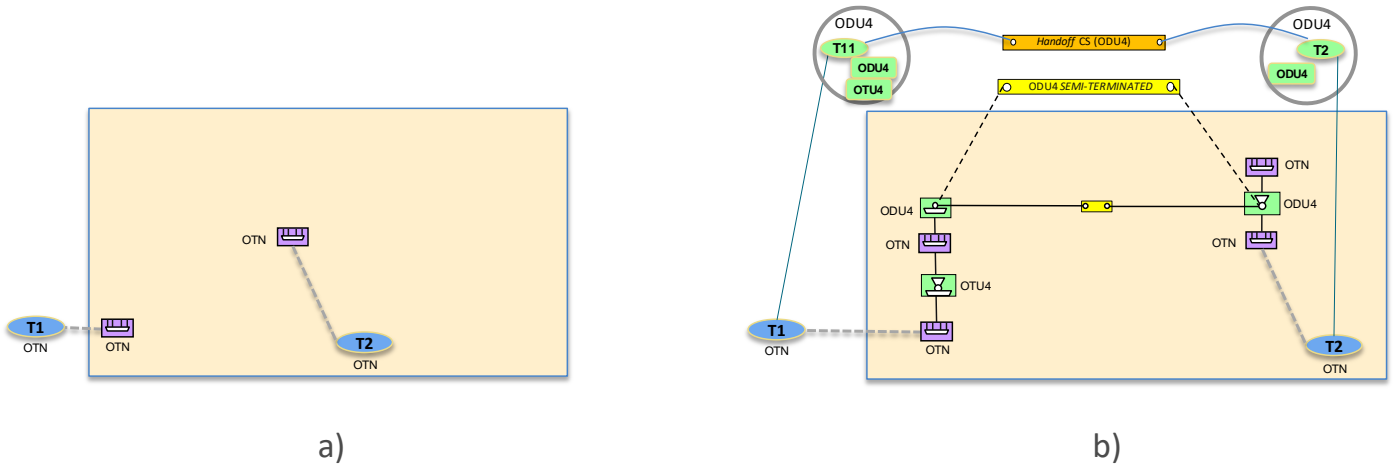 OTN
T1
OTN
OTN
T2
OTN
a)
ODU4
T11
ODU4
OTU4
Handoff CS (ODU4)
ODU4 SEMI-TERMINATED
ODU4
T2
ODU4
OTN
ODU4
ODU4
OTN
OTN
OTU4
T1
OTN
OTN
T2
OTN
b)